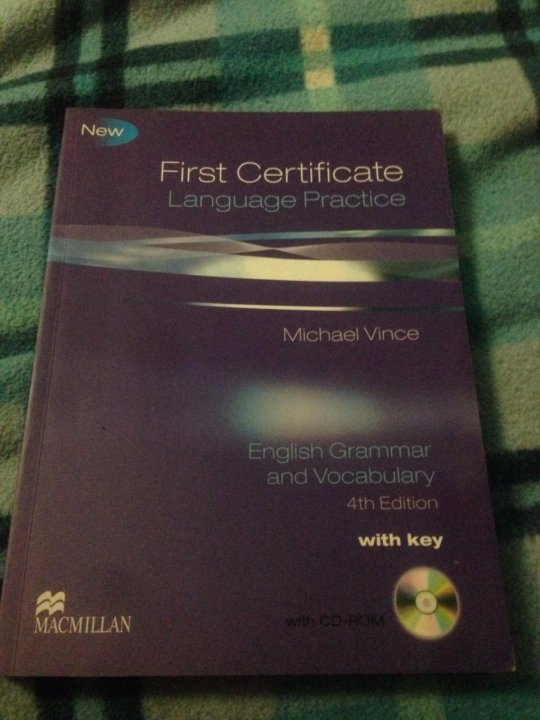 New
First Certificate
Language Practice
Michael Vince
English Grammar
and Vocabulary
4th Edition
with key
with CD-ROM
MACMILLAN